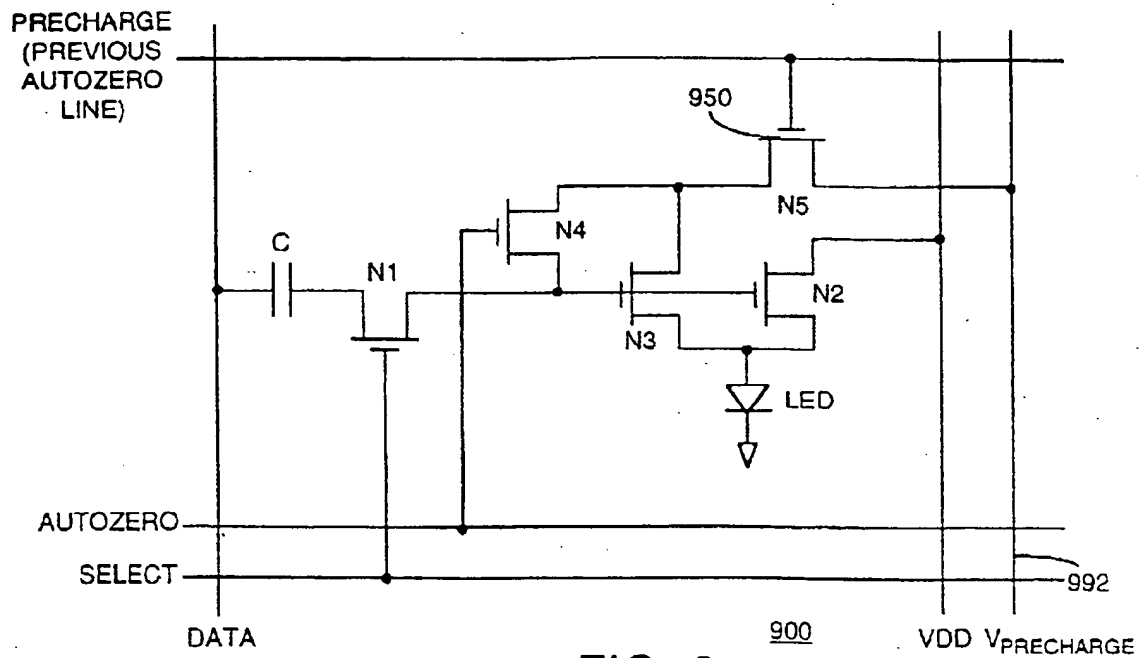 PRECHARGE
(PREVIOUS
AUTOZERO
LINE)
950
N5
N4
C
N1
N2
N3
LED
AUTOZERO
SELECT
992
DATA
900
VDD VPRECHARGE